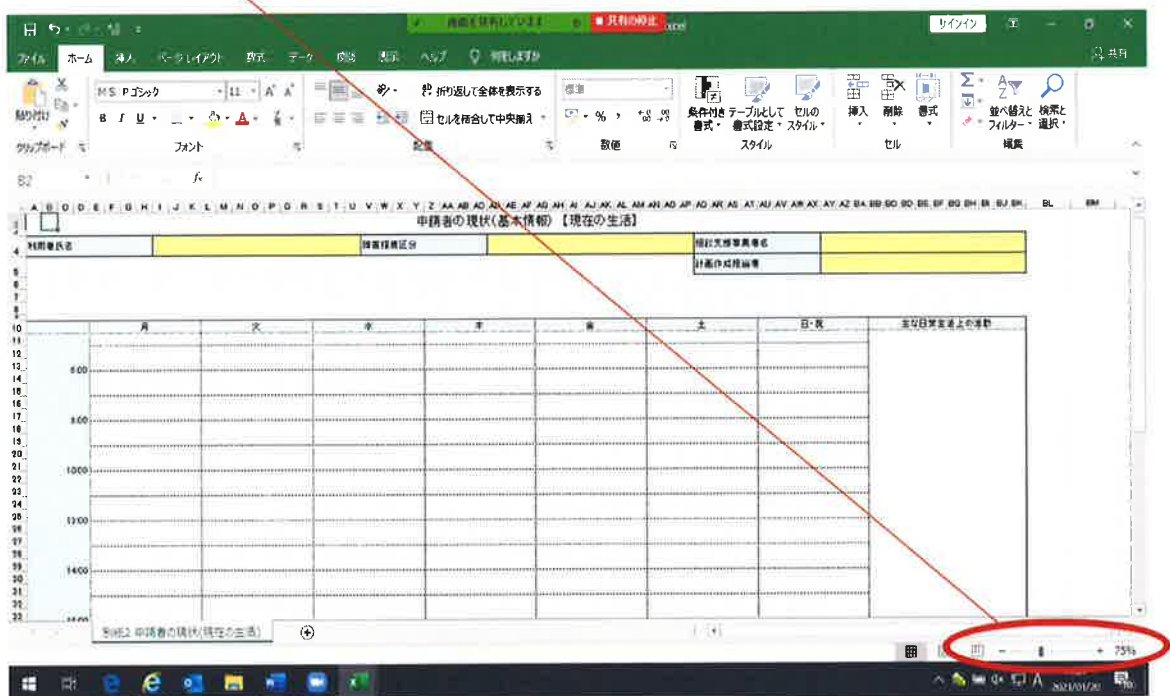 画面を共有しています 共有の停止 サインイン
ファイル ホーム 挿入 ページレイアウト 数式 データ 校閲 表示 ヘルプ 何をしますか 共有
貼り付け MS Pゴシック 11 折り返して全体を表示する 標準
B I U セルを結合して中央揃え % 条件付き書式 テーブルとして書式設定 セルのスタイル 挿入 削除 書式 並べ替えと フィルター 検索と 選択
クリップボード フォント 配置 数値 スタイル セル 編集
B2 fx
申請者の現状(基本情報) 【現在の生活】
利用者氏名 障害程度区分 相談支援事業者名
計画作成担当者
月 火 水 木 金 土 日・祝 主な日常生活上の活動
6:00
8:00
10:00
12:00
14:00
別紙2 申請者の現状(現在の生活)
75%
A 2021/01/20